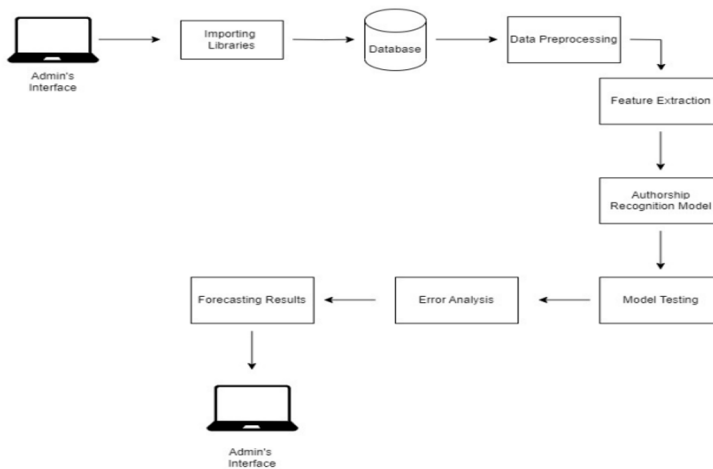 Admin's
Interface
Importing
Libraries
Database
Data Preprocessing
Feature Extraction
Authorship
Recognition Model
Model Testing
Error Analysis
Forecasting Results
Admin's
Interface